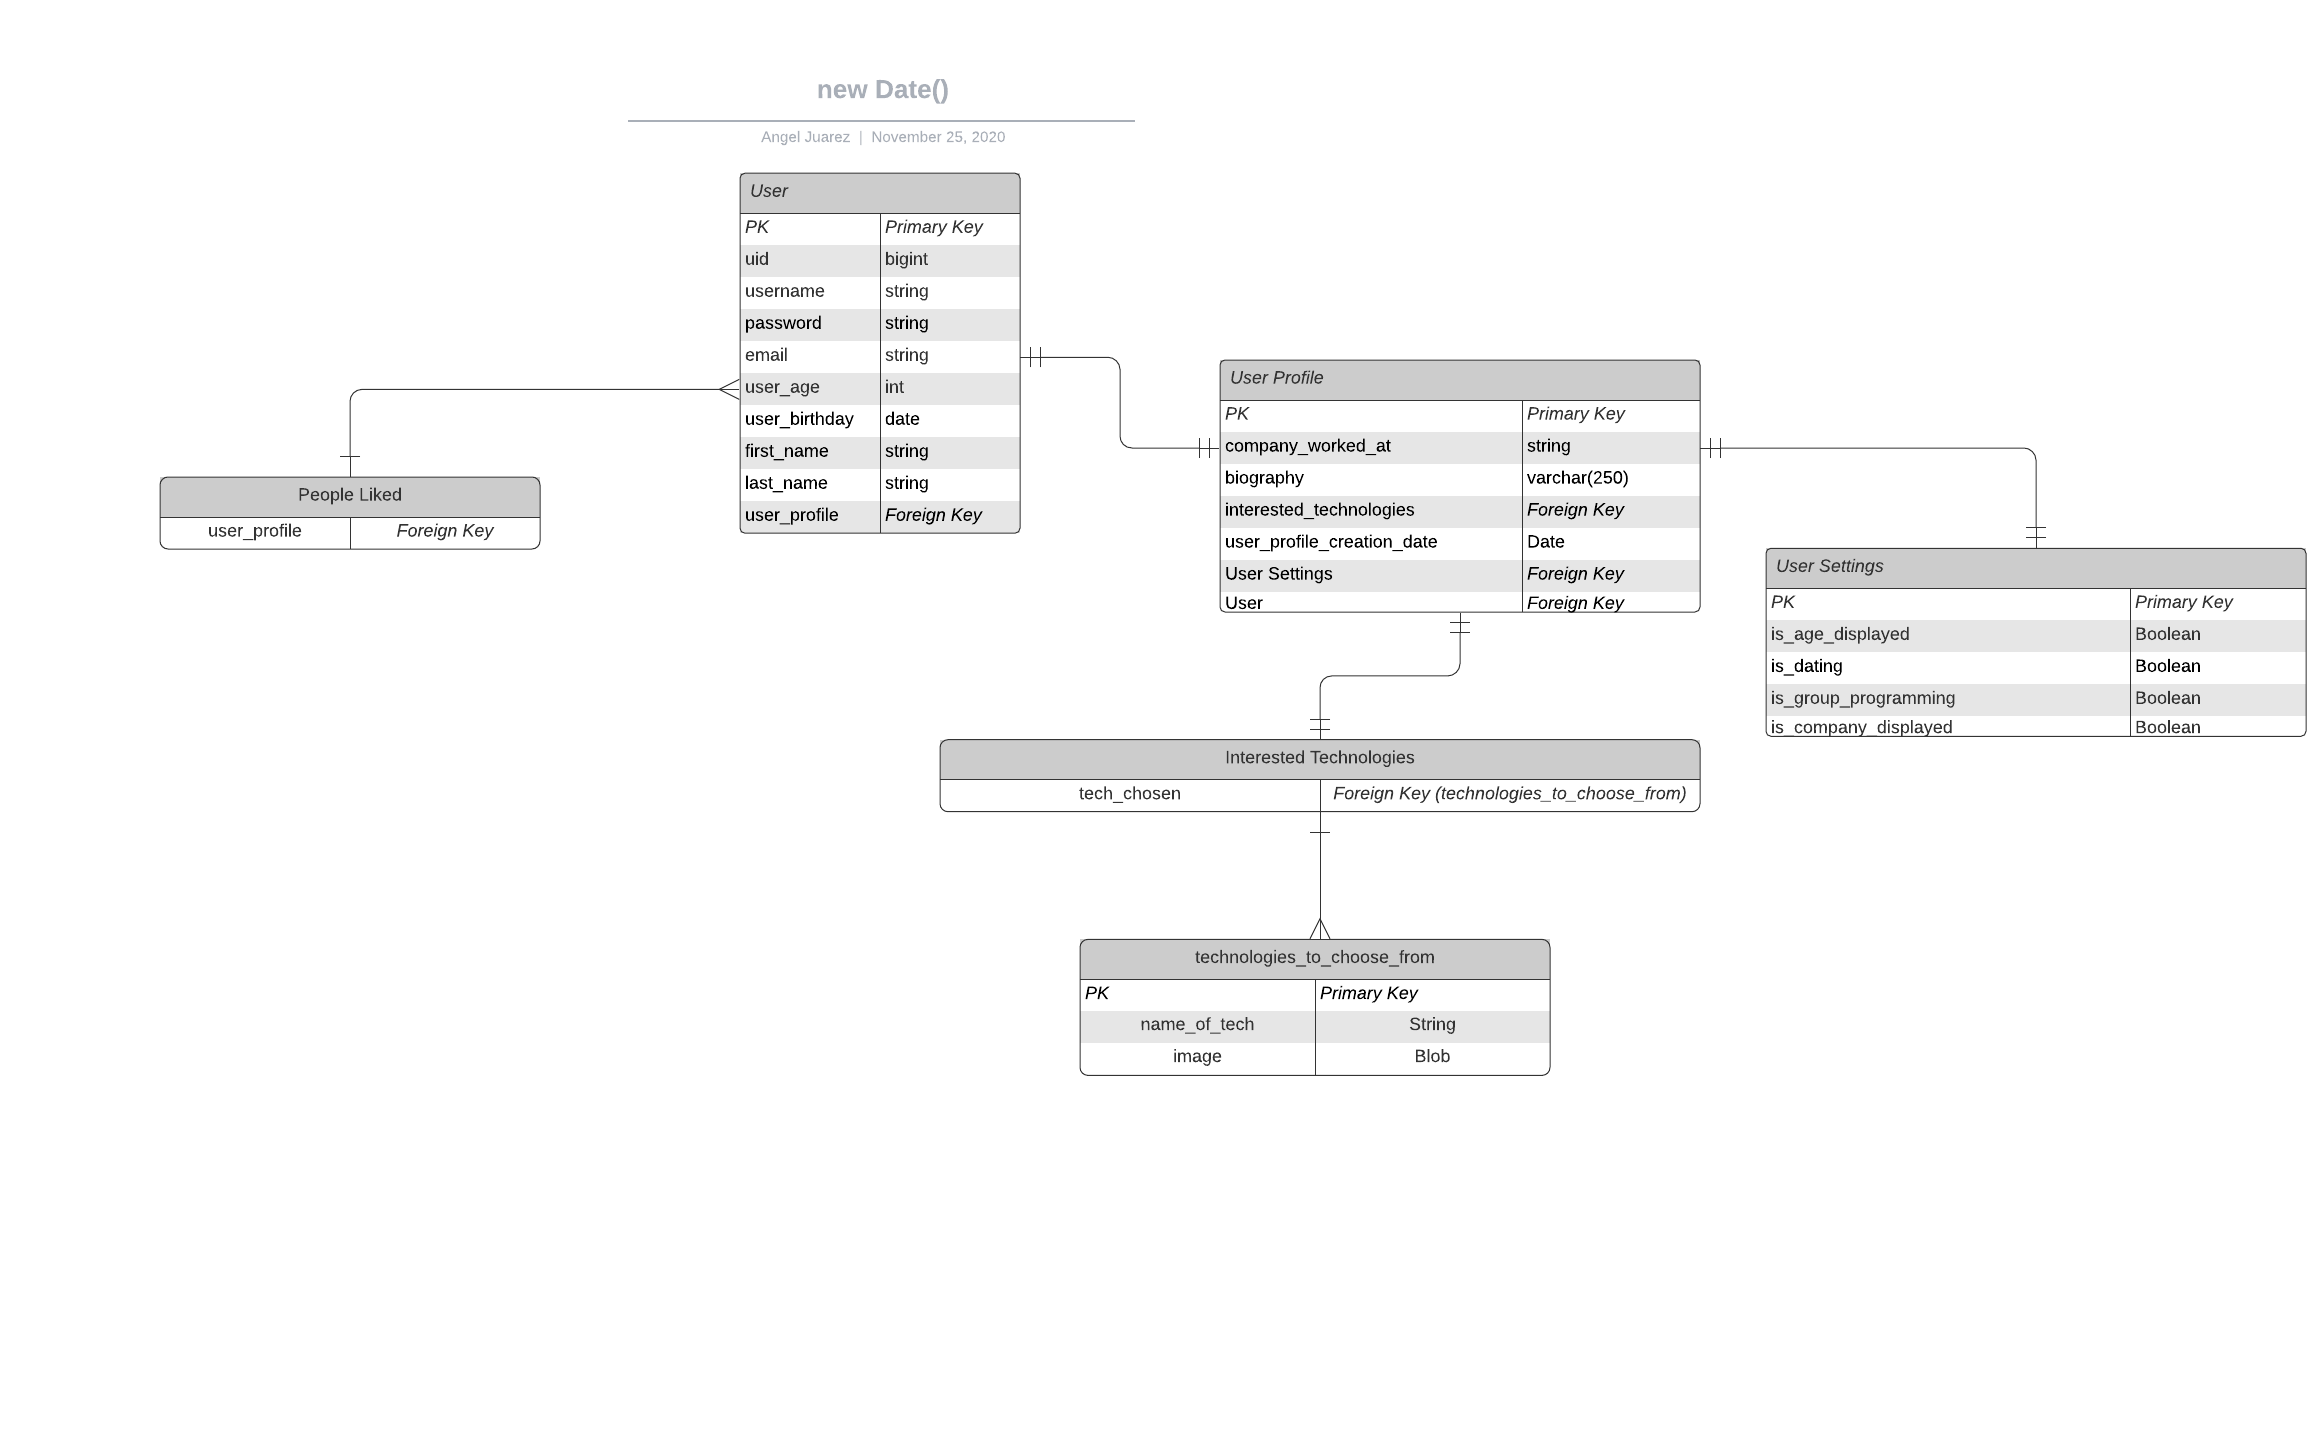 new Date()
Angel Juarez | November 25, 2020
User
PK Primary Key
uid bigint
username string
password string
email string
user_age int
user_birthday date
first_name string
last_name string
user_profile Foreign Key
People Liked
user_profile Foreign Key
User Profile
PK Primary Key
company_worked_at string
biography varchar(250)
interested_technologies Foreign Key
user_profile_creation_date Date
User Settings Foreign Key
User Foreign Key
User Settings
PK Primary Key
is_age_displayed Boolean
is_dating Boolean
is_group_programming Boolean
is_company_displayed Boolean
Interested Technologies
tech_chosen Foreign Key (technologies_to_choose_from)
technologies_to_choose_from
PK Primary Key
name_of_tech String
image Blob